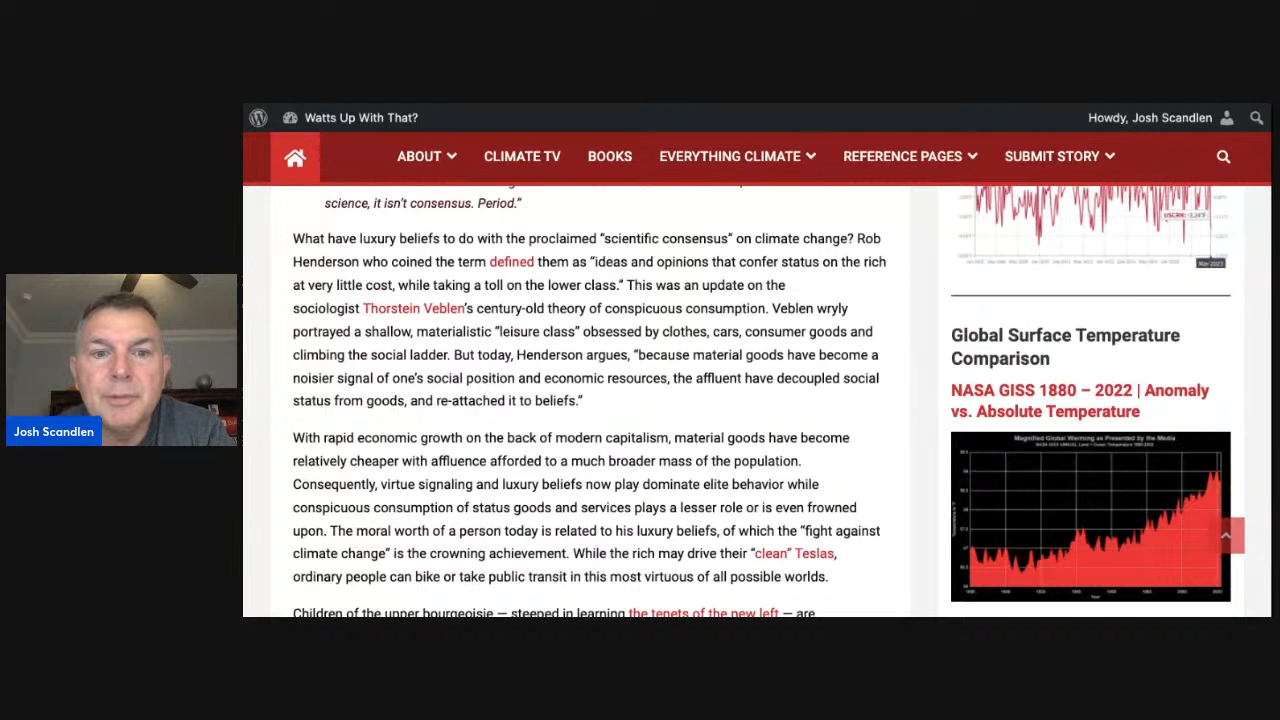 Watts Up With That?
Howdy, Josh Scandlen
ABOUT
CLIMATE TV
BOOKS
EVERYTHING CLIMATE
REFERENCE PAGES
SUBMIT STORY
science, it isn't consensus. Period.”
What have luxury beliefs to do with the proclaimed “scientific consensus” on climate change? Rob
Henderson who coined the term defined them as “ideas and opinions that confer status on the rich
at very little cost, while taking a toll on the lower class.” This was an update on the
sociologist Thorstein Veblen’s century-old theory of conspicuous consumption. Veblen wryly
portrayed a shallow, materialistic “leisure class” obsessed by clothes, cars, consumer goods and
climbing the social ladder. But today, Henderson argues, “because material goods have become a
noisier signal of one’s social position and economic resources, the affluent have decoupled social
status from goods, and re-attached it to beliefs.”
With rapid economic growth on the back of modern capitalism, material goods have become
relatively cheaper with affluence afforded to a much broader mass of the population.
Consequently, virtue signaling and luxury beliefs now play dominate elite behavior while
conspicuous consumption of status goods and services plays a lesser role or is even frowned
upon. The moral worth of a person today is related to his luxury beliefs, of which the “fight against
climate change” is the crowning achievement. While the rich may drive their “clean” Teslas,
ordinary people can bike or take public transit in this most virtuous of all possible worlds.
Children of the upper bourgeoisie — steeped in learning the tenets of the new left — are
Mar 2023
Global Surface Temperature
Comparison
NASA GISS 1880 – 2022 | Anomaly
vs. Absolute Temperature
Magnified Global Warming as Presented by the Media
Year
Josh Scandlen